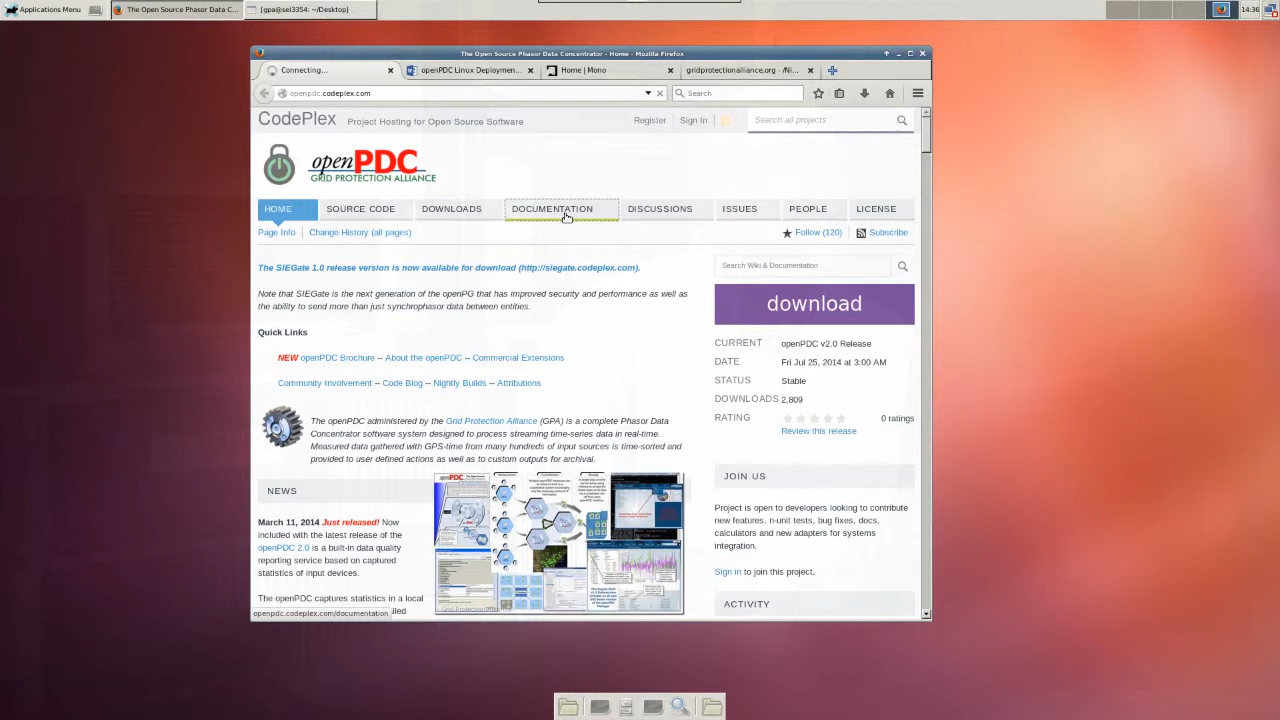 Applications Menu
The Open Source Phasor Data C...
[gpa@sel3354: ~/Desktop]
14:36
The Open Source Phasor Data Concentrator - Home - Mozilla Firefox
Connecting...
openPDC Linux Deploymen...
Home | Mono
gridprotectionalliance.org - /Ni...
openpdc.codeplex.com
Search
CodePlex Project Hosting for Open Source Software
Register
Sign In
Search all projects
openPDC
GRID PROTECTION ALLIANCE
HOME
SOURCE CODE
DOWNLOADS
DOCUMENTATION
DISCUSSIONS
ISSUES
PEOPLE
LICENSE
Page Info
Change History (all pages)
Follow (120)
Subscribe
The SIEGate 1.0 release version is now available for download (http://siegate.codeplex.com).
Note that SIEGate is the next generation of the openPG that has improved security and performance as well as
the ability to send more than just synchrophasor data between entities.
Quick Links
NEW openPDC Brochure -- About the openPDC -- Commercial Extensions
Community Involvement -- Code Blog -- Nightly Builds -- Attributions
The openPDC administered by the Grid Protection Alliance (GPA) is a complete Phasor Data
Concentrator software system designed to process streaming time-series data in real-time.
Measured data gathered with GPS-time from many hundreds of input sources is time-sorted and
provided to user defined actions as well as to custom outputs for archival.
NEWS
March 11, 2014 Just released! Now
included with the latest release of the
openPDC 2.0 is a built-in data quality
reporting service based on captured
statistics of input devices.
The openPDC captures statistics in a local
openpdc.codeplex.com/documentation
openPDC
Search Wiki & Documentation
download
CURRENT openPDC v2.0 Release
DATE Fri Jul 25, 2014 at 3:00 AM
STATUS Stable
DOWNLOADS 2,809
RATING 0 ratings
Review this release
JOIN US
Project is open to developers looking to contribute
new features, n-unit tests, bug fixes, docs,
calculators and new adapters for systems
integration.
Sign in to join this project.
ACTIVITY